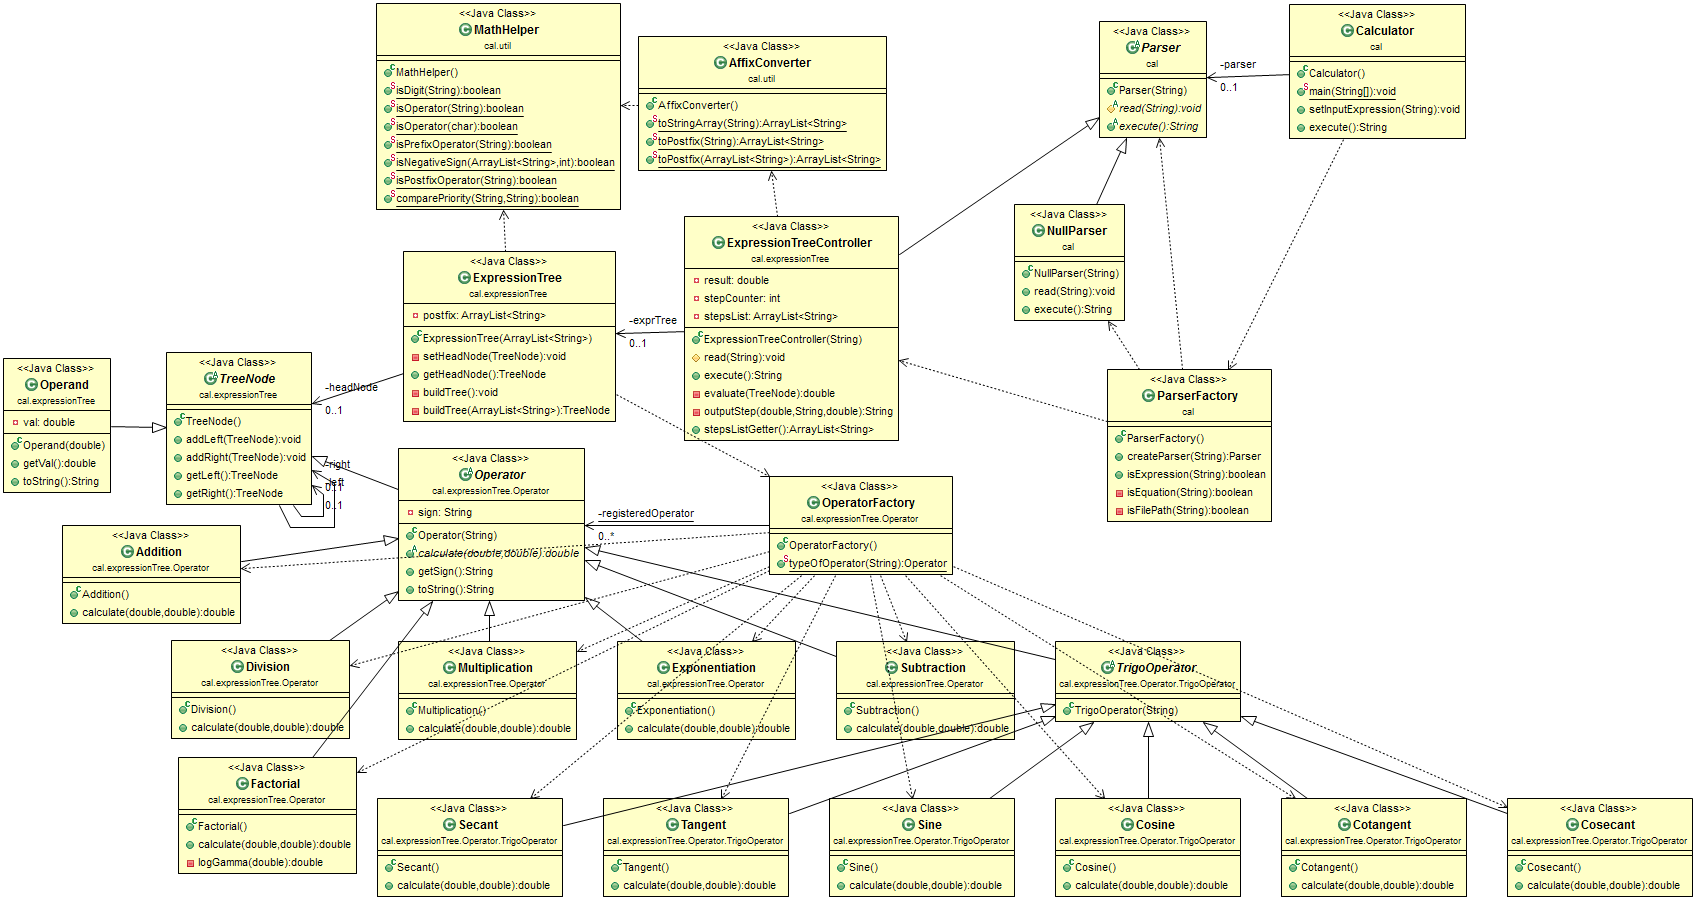 <<Java Class>>
MathHelper
cal.util
MathHelper()
isDigit(String):boolean
isOperator(String):boolean
isOperator(char):boolean
isPrefixOperator(String):boolean
isNegativeSign(ArrayList<String>,int):boolean
isPostfixOperator(String):boolean
comparePriority(String,String):boolean
<<Java Class>>
AffixConverter
cal.util
AffixConverter()
toStringArray(String):ArrayList<String>
toPostfix(String):ArrayList<String>
toPostfix(ArrayList<String>):ArrayList<String>
<<Java Class>>
Parser
cal
Parser(String)
read(String):void
execute():String
-parser
0..1
<<Java Class>>
Calculator
cal
Calculator()
main(String[]):void
setInputExpression(String):void
execute():String
<<Java Class>>
NullParser
cal
NullParser(String)
read(String):void
execute():String
<<Java Class>>
ExpressionTree
cal.expressionTree
postfix: ArrayList<String>
ExpressionTree(ArrayList<String>)
setHeadNode(TreeNode):void
getHeadNode():TreeNode
buildTree():void
buildTree(ArrayList<String>):TreeNode
-exprTree
0..1
<<Java Class>>
ExpressionTreeController
cal.expressionTree
result: double
stepCounter: int
stepsList: ArrayList<String>
ExpressionTreeController(String)
read(String):void
execute():String
evaluate(TreeNode):double
outputStep(double,String,double):String
stepsListGetter():ArrayList<String>
<<Java Class>>
ParserFactory
cal
ParserFactory()
createParser(String):Parser
isExpression(String):boolean
isEquation(String):boolean
isFilePath(String):boolean
<<Java Class>>
Operand
cal.expressionTree
val: double
Operand(double)
getVal():double
toString():String
<<Java Class>>
TreeNode
cal.expressionTree
TreeNode()
addLeft(TreeNode):void
addRight(TreeNode):void
getLeft():TreeNode
getRight():TreeNode
-headNode
0..1
-right
0..1
-left
0..1
<<Java Class>>
Operator
cal.expressionTree.Operator
sign: String
Operator(String)
calculate(double,double):double
getSign():String
toString():String
-registeredOperator
0..*
<<Java Class>>
OperatorFactory
cal.expressionTree.Operator
OperatorFactory()
typeOfOperator(String):Operator
<<Java Class>>
Addition
cal.expressionTree.Operator
Addition()
calculate(double,double):double
<<Java Class>>
Division
cal.expressionTree.Operator
Division()
calculate(double,double):double
<<Java Class>>
Multiplication
cal.expressionTree.Operator
Multiplication()
calculate(double,double):double
<<Java Class>>
Exponentiation
cal.expressionTree.Operator
Exponentiation()
calculate(double,double):double
<<Java Class>>
Subtraction
cal.expressionTree.Operator
Subtraction()
calculate(double,double):double
<<Java Class>>
TrigoOperator
cal.expressionTree.Operator.TrigoOperator
TrigoOperator(String)
<<Java Class>>
Factorial
cal.expressionTree.Operator
Factorial()
calculate(double,double):double
logGamma(double):double
<<Java Class>>
Secant
cal.expressionTree.Operator.TrigoOperator
Secant()
calculate(double,double):double
<<Java Class>>
Tangent
cal.expressionTree.Operator.TrigoOperator
Tangent()
calculate(double,double):double
<<Java Class>>
Sine
cal.expressionTree.Operator.TrigoOperator
Sine()
calculate(double,double):double
<<Java Class>>
Cosine
cal.expressionTree.Operator.TrigoOperator
Cosine()
calculate(double,double):double
<<Java Class>>
Cotangent
cal.expressionTree.Operator.TrigoOperator
Cotangent()
calculate(double,double):double
<<Java Class>>
Cosecant
cal.expressionTree.Operator.TrigoOperator
Cosecant()
calculate(double,double):double